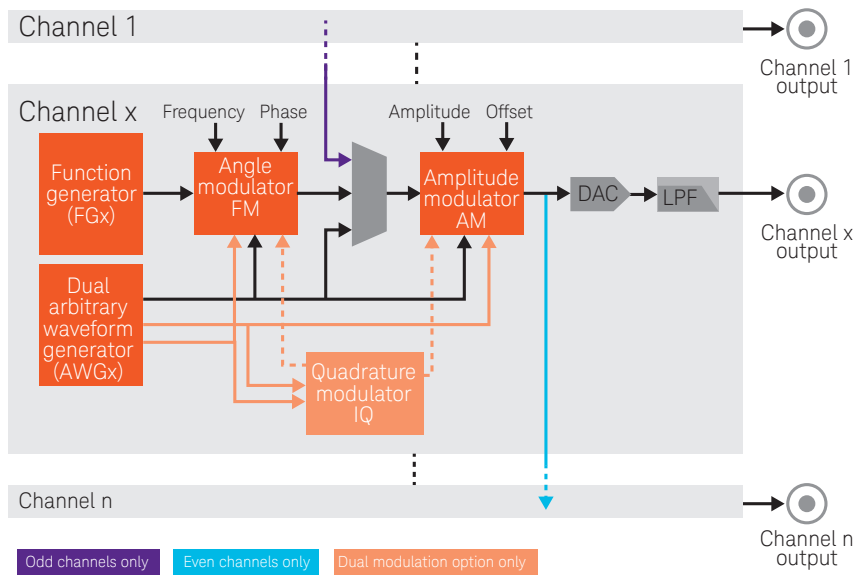 Channel 1
Channel 1
output
Channel x
Frequency
Phase
Amplitude
Offset
Function
generator
(FGx)
Angle
modulator
FM
Amplitude
modulator
AM
DAC
LPF
Channel x
output
Dual
arbitrary
waveform
generator
(AWGx)
Quadrature
modulator
IQ
Channel n
Channel n
output
Odd channels only
Even channels only
Dual modulation option only